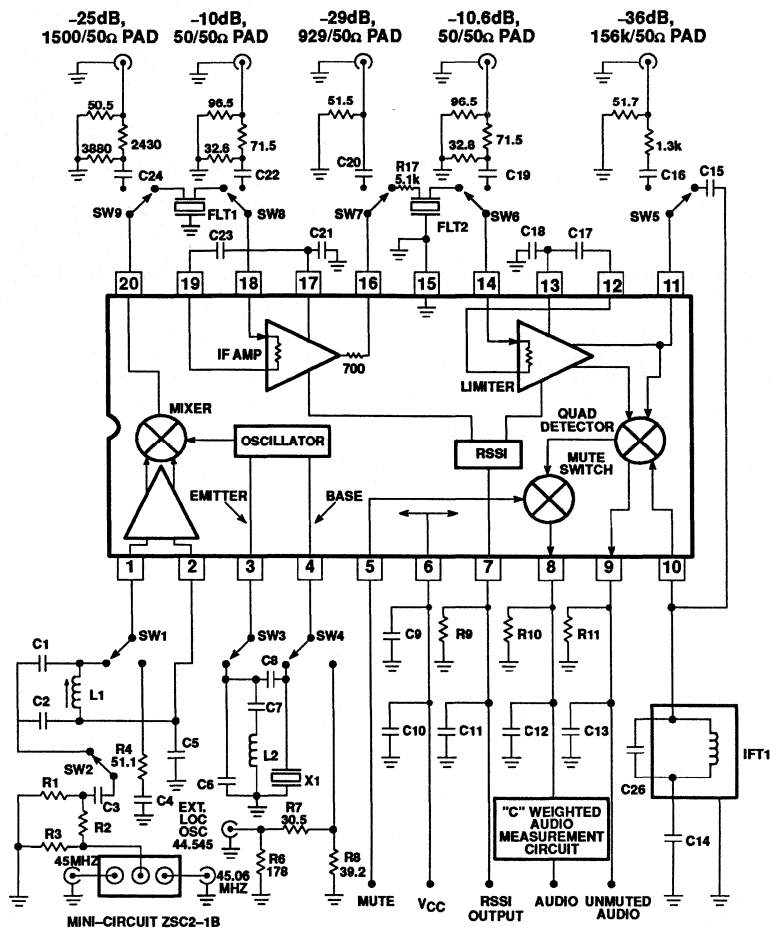 –25dB, –10dB, –29dB, –10.6dB, –36dB,
1500/50Ω PAD 50/50Ω PAD 929/50Ω PAD 50/50Ω PAD 156k/50Ω PAD
50.5 96.5 51.5 96.5 51.7
2430 71.5 71.5 1.3k
3880 32.6 32.8
C24 C22 C20 R17 C19 C16 C15
5.1k
SW9 FLT1 SW8 SW7 FLT2 SW6 SW5
C23 C21 C18 C17
20 19 18 17 16 15 14 13 12 11
IF AMP
700
LIMITER
MIXER
OSCILLATOR
RSSI
QUAD
DETECTOR
MUTE
SWITCH
EMITTER BASE
1 2 3 4 5 6 7 8 9 10
SW1 SW3 SW4
C1 C8 C9 R9 R10 R11
L1 C7
C2 R4 C5 L2 C10 C11 C12 C13
51.1
SW2 C6 X1
C26 IFT1
R1 C3 C4
EXT.
LOC
OSC
44.545
R7
30.5
R2
R3 R6
178
R8
39.2
"C" WEIGHTED
AUDIO
MEASUREMENT
CIRCUIT
C14
45MHZ 45.06
MHZ
MUTE VCC RSSI
OUTPUT
AUDIO UNMUTED
AUDIO
MINI–CIRCUIT ZSC2–1B